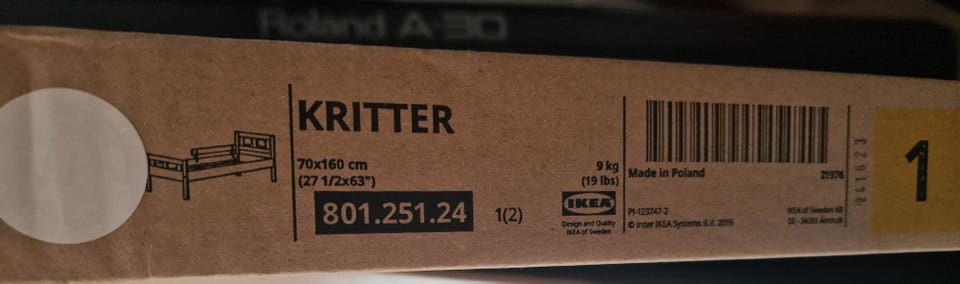 Roland A-30
KRITTER
70x160 cm
(27 1/2x63")
801.251.24
1(2)
9 kg
(19 lbs)
IKEA
Design and Quality
IKEA of Sweden
Made in Poland
21976
PI-123747-2
© Inter IKEA Systems B.V. 2019
IKEA of Sweden AB
SE - 34381 Älmhult
241623
1